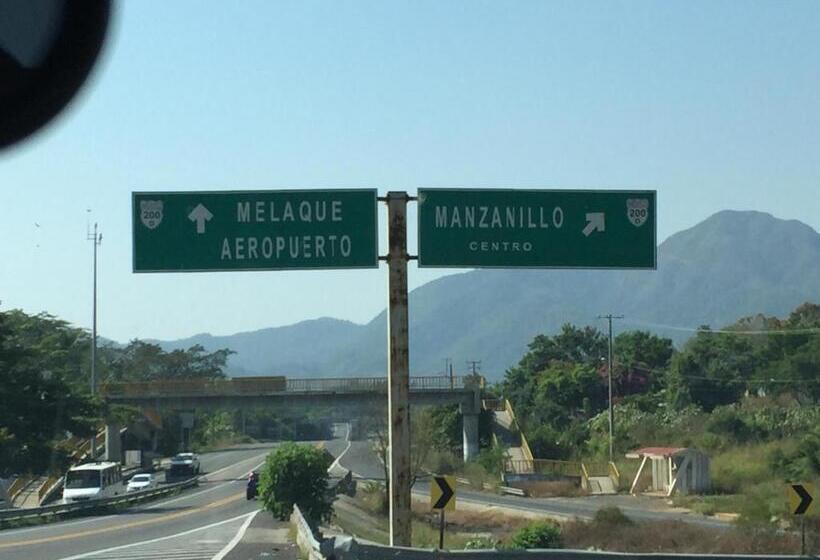 200 MELAQUE
AEROPUERTO
MANZANILLO 200
D
CENTRO